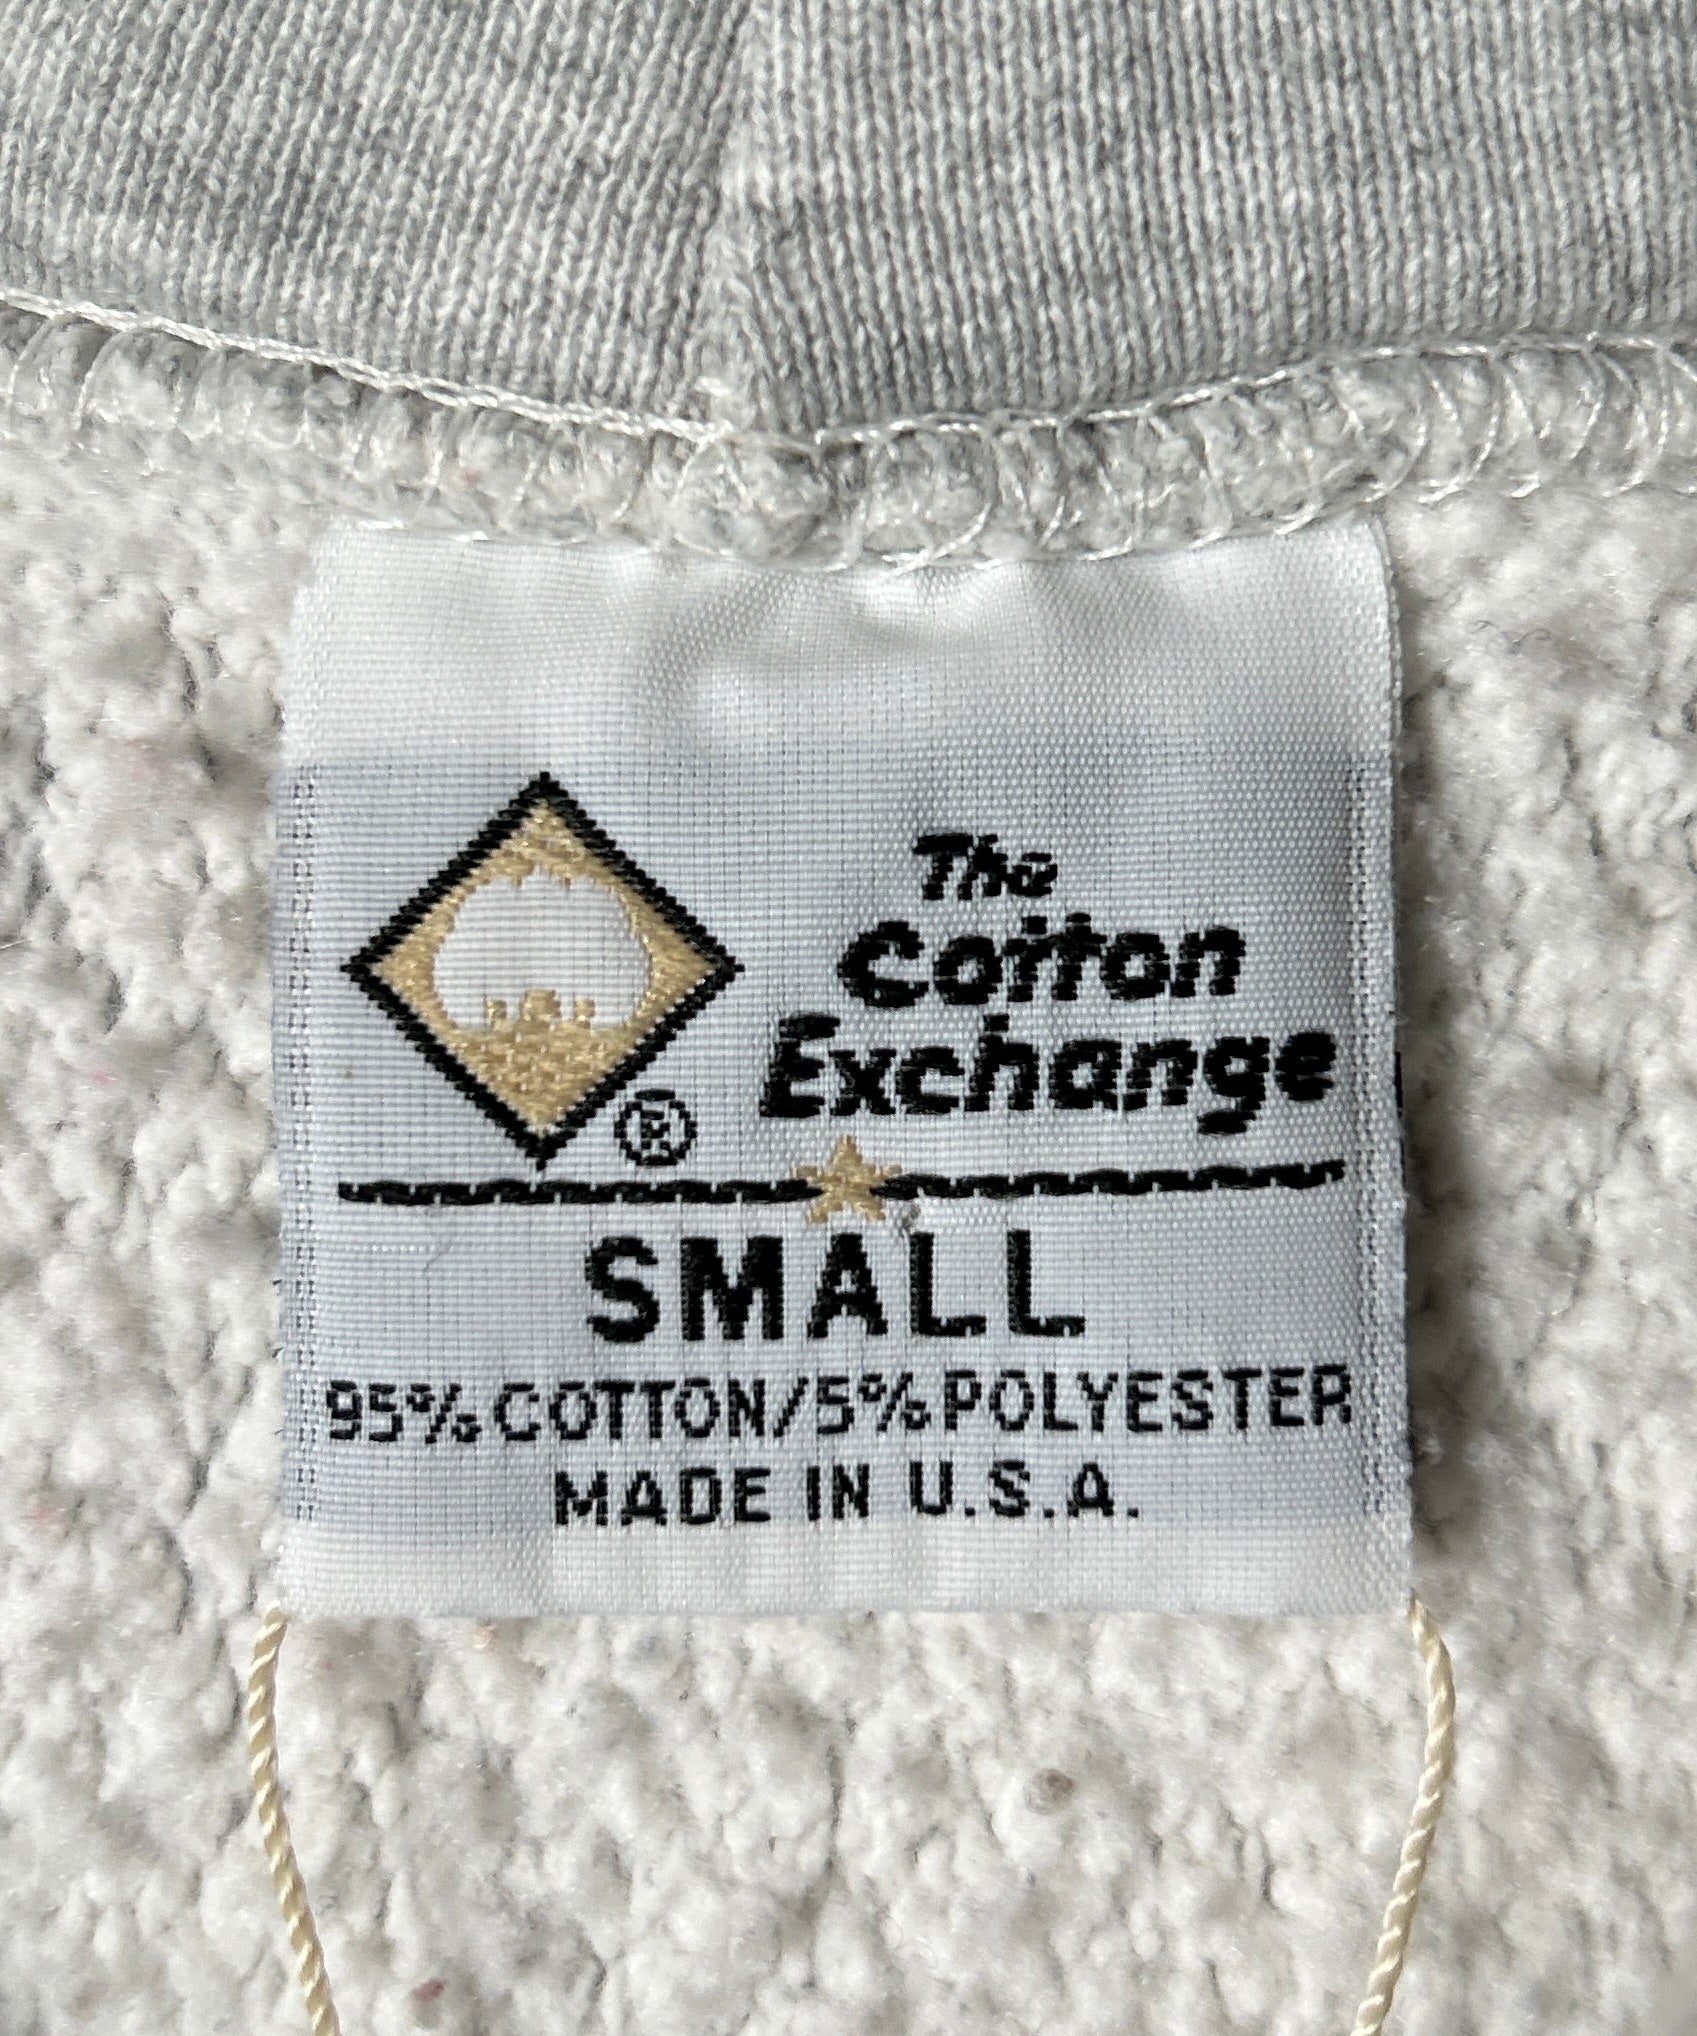 The
Cotton
Exchange
®
SMALL
95% COTTON/5% POLYESTER
MADE IN U.S.A.